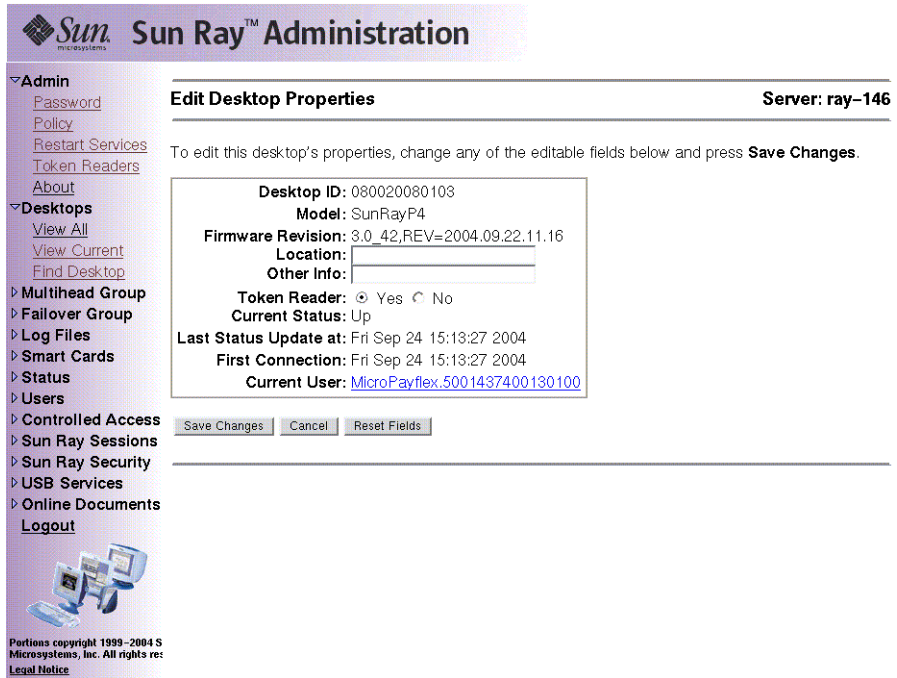 Sun microsystems Sun Ray™ Administration
Admin
Password
Policy
Restart Services
Token Readers
About
Desktops
View All
View Current
Find Desktop
Multihead Group
Failover Group
Log Files
Smart Cards
Status
Users
Controlled Access
Sun Ray Sessions
Sun Ray Security
USB Services
Online Documents
Logout
Portions copyright 1999-2004 S
Microsystems, Inc. All rights res
Legal Notice
Edit Desktop Properties Server: ray-146
To edit this desktop's properties, change any of the editable fields below and press Save Changes.
Desktop ID: 080020080103
Model: SunRayP4
Firmware Revision: 3.0_42,REV=2004.09.22.11.16
Location:
Other Info:
Token Reader: Yes No
Current Status: Up
Last Status Update at: Fri Sep 24 15:13:27 2004
First Connection: Fri Sep 24 15:13:27 2004
Current User: MicroPayflex.5001437400130100
Save Changes Cancel Reset Fields